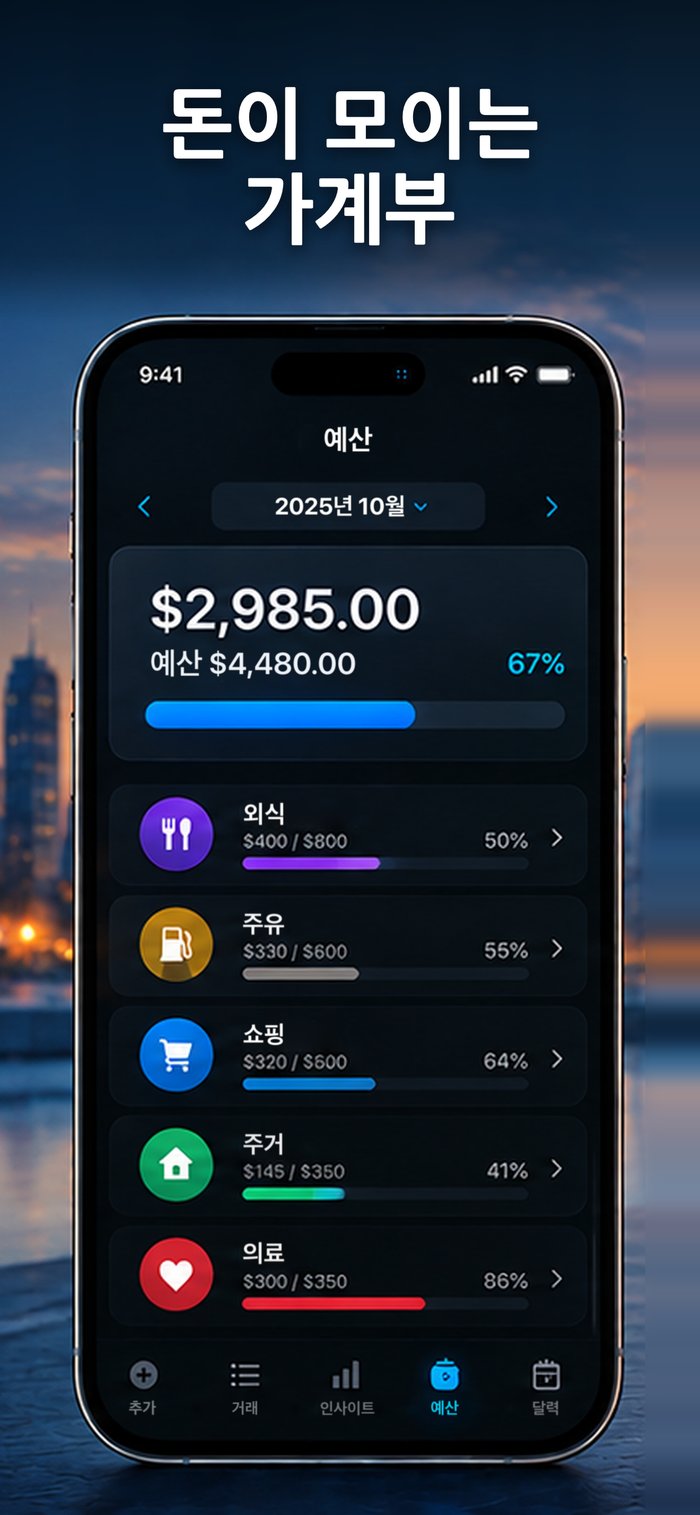 돈이 모이는
가계부
9:41
예산
2025년 10월
$2,985.00
예산 $4,480.00
67%
외식
$400 / $800
50%
주유
$330 / $600
55%
쇼핑
$320 / $600
64%
주거
$145 / $350
41%
의료
$300 / $350
86%
추가
거래
인사이트
예산
달력